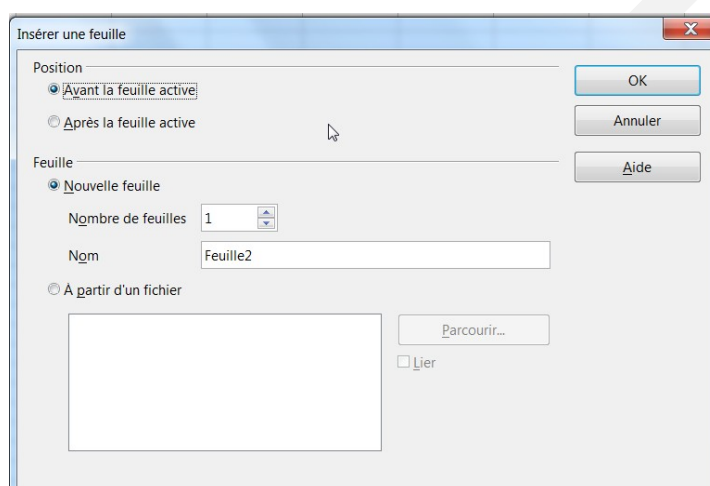 Insérer une feuille
Position
Avant la feuille active
Après la feuille active
OK
Annuler
Aide
Feuille
Nouvelle feuille
Nombre de feuilles 1
Nom Feuille2
À partir d'un fichier
Parcourir...
Lier